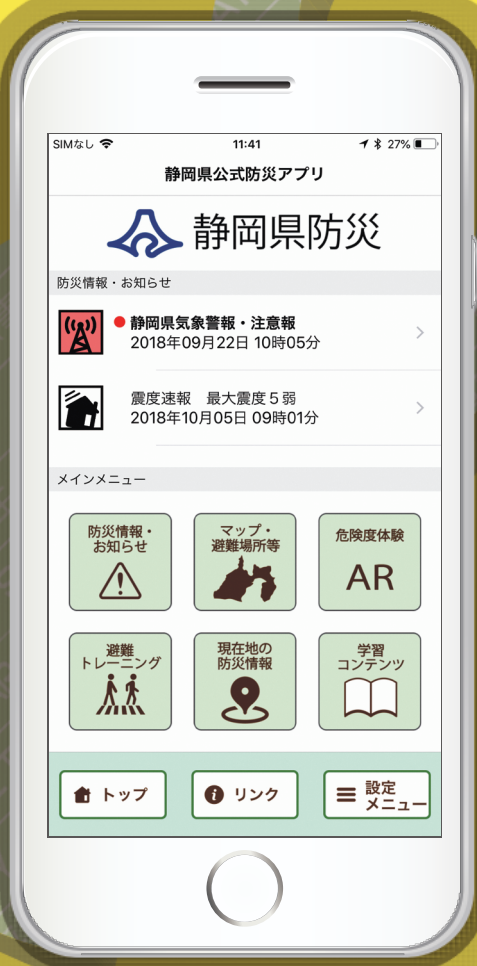 SIMなし 11:41 27%
静岡県公式防災アプリ
静岡県防災
防災情報・お知らせ
静岡県気象警報・注意報
2018年09月22日 10時05分
震度速報 最大震度5弱
2018年10月05日 09時01分
メインメニュー
防災情報・
お知らせ
マップ・
避難場所等
危険度体験
AR
避難
トレーニング
現在地の
防災情報
学習
コンテンツ
トップ
リンク
設定
メニュー